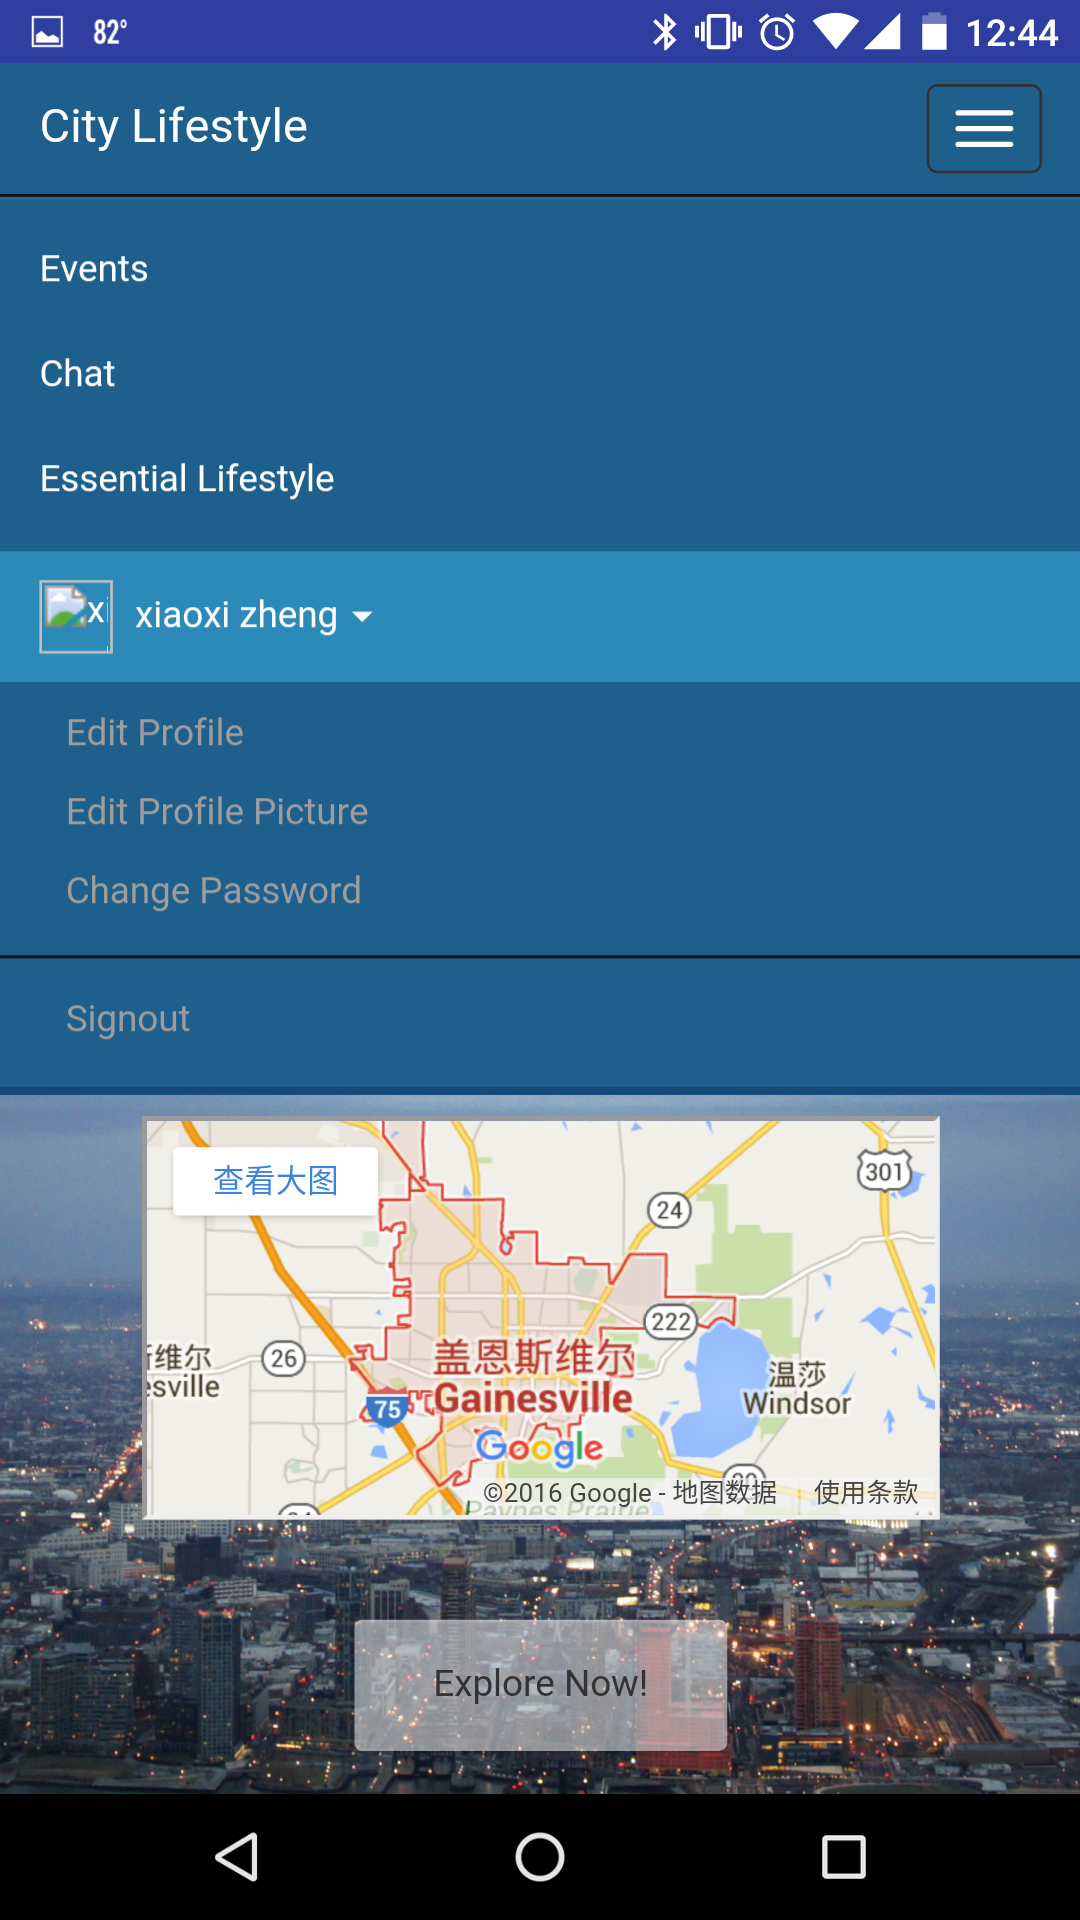 82°
12:44
City Lifestyle
Events
Chat
Essential Lifestyle
xiaoxi zheng
Edit Profile
Edit Profile Picture
Change Password
Signout
查看大图
301
24
222
26
维尔
esville
盖恩斯维尔
Gainesville
温莎
Windsor
75
Google
©2016 Google - 地图数据
使用条款
Paynes Prairie
Explore Now!